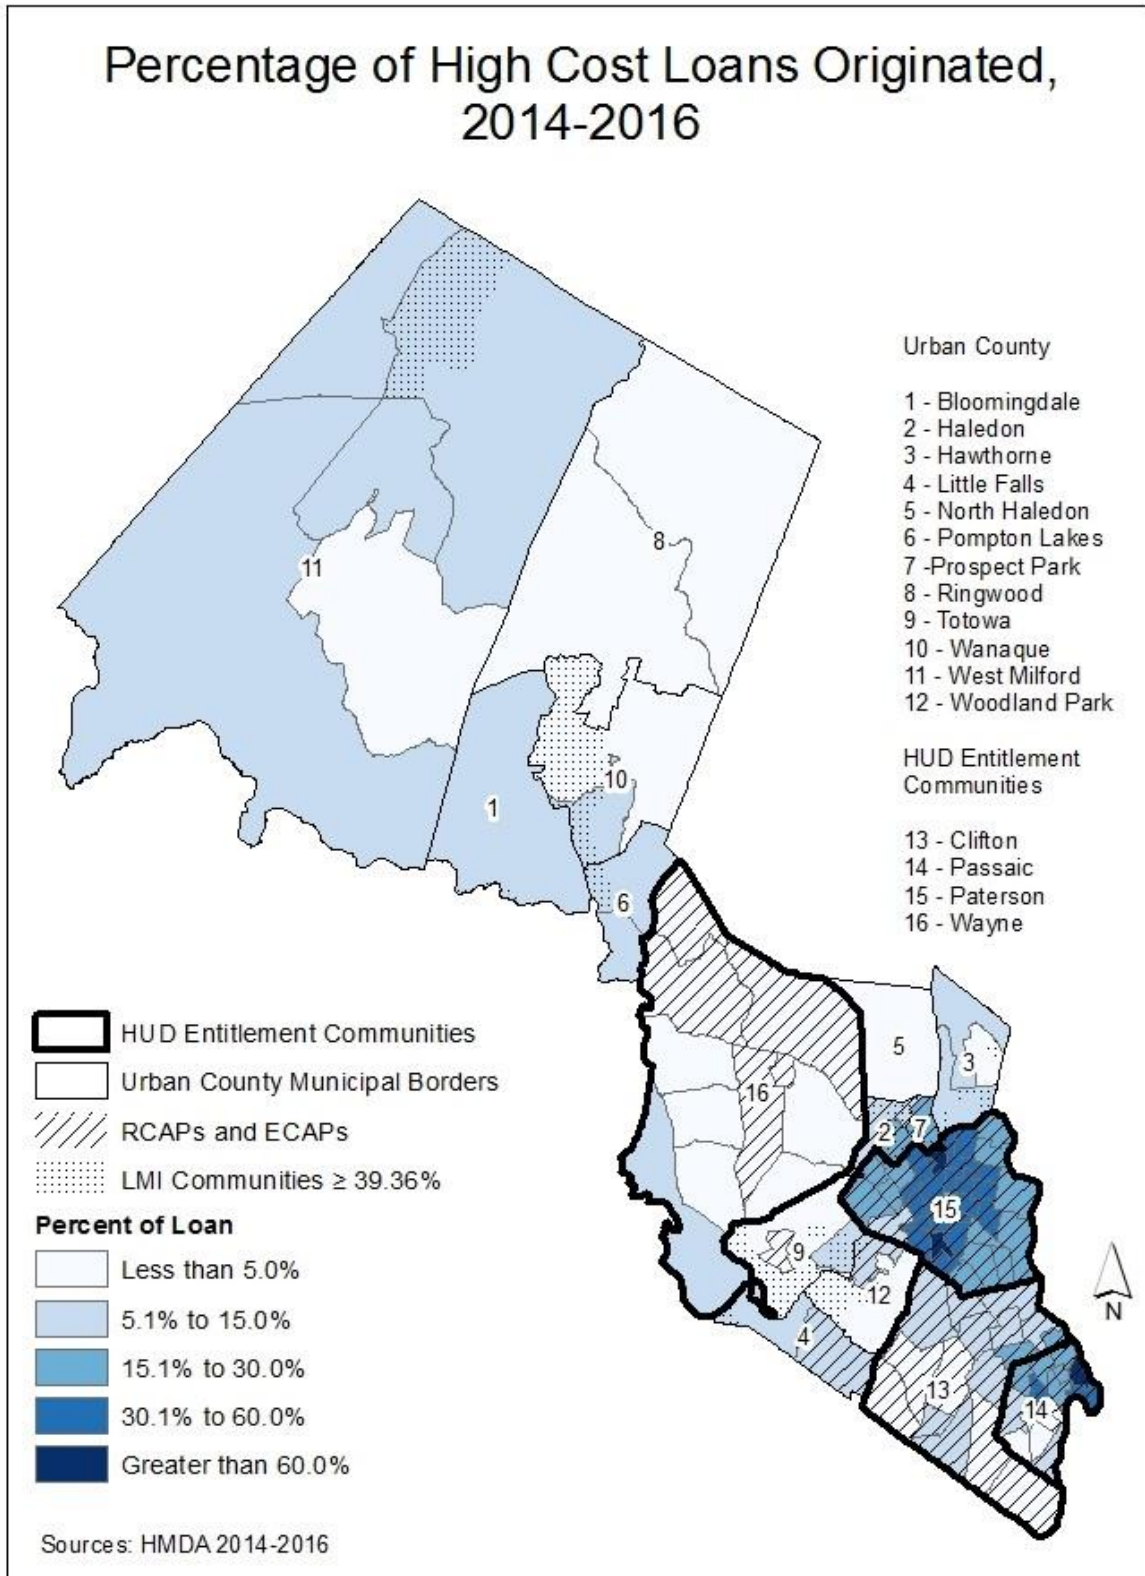 Percentage of High Cost Loans Originated,
2014-2016
Urban County
1 - Bloomingdale
2 - Haledon
3 - Hawthorne
4 - Little Falls
5 - North Haledon
6 - Pompton Lakes
7 -Prospect Park
8 - Ringwood
9 - Totowa
10 - Wanaque
11 - West Milford
12 - Woodland Park
HUD Entitlement
Communities
13 - Clifton
14 - Passaic
15 - Paterson
16 - Wayne
8
11
10
1
6
5
3
16
2
7
15
9
12
4
13
14
HUD Entitlement Communities
Urban County Municipal Borders
RCAPs and ECAPs
LMI Communities ≥ 39.36%
Percent of Loan
Less than 5.0%
5.1% to 15.0%
15.1% to 30.0%
30.1% to 60.0%
Greater than 60.0%
N
Sources: HMDA 2014-2016